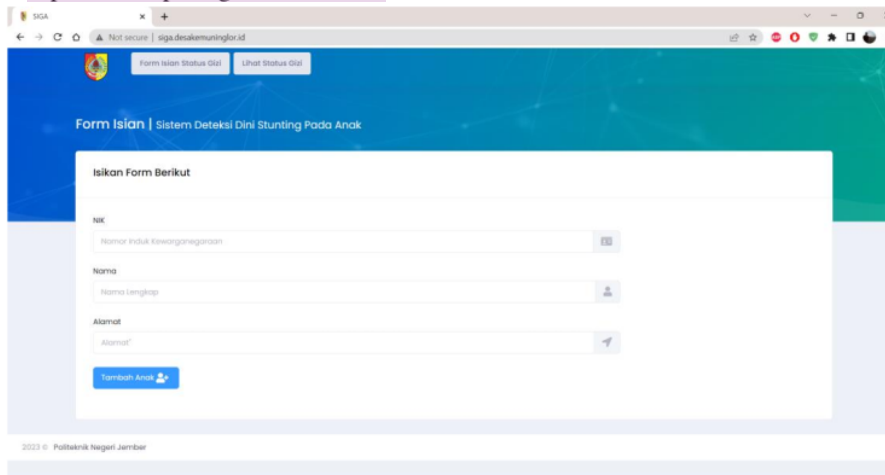 SIGA
Not secure | siga.desakemuninglor.id
Form Isian Status Gizi
Lihat Status Gizi
Form Isian | Sistem Deteksi Dini Stunting Pada Anak
Isikan Form Berikut
NIK
Nomor Induk Kewarganegaraan
Nama
Nama Lengkap
Alamat
Alamat"
Tambah Anak
2023 © Politeknik Negeri Jember